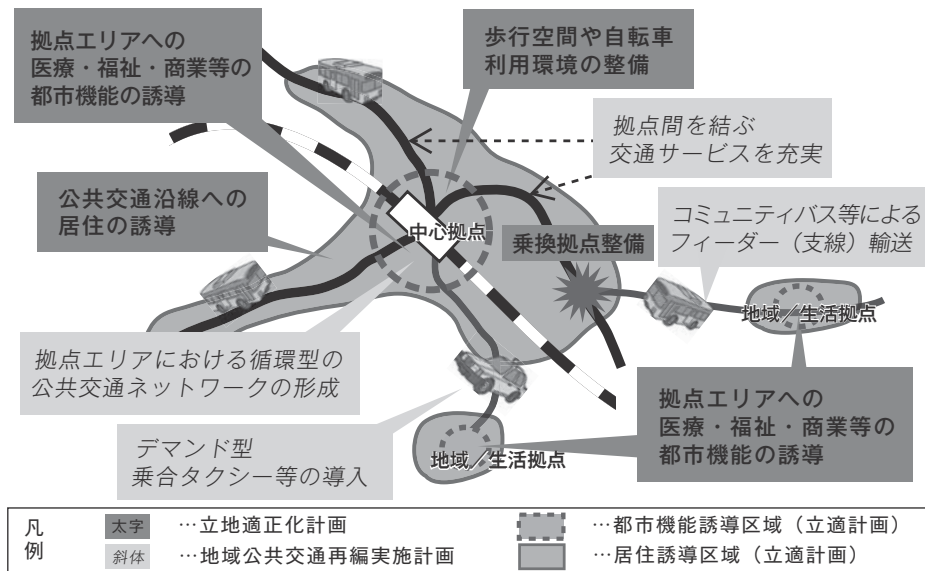 拠点エリアへの
医療・福祉・商業等の
都市機能の誘導
歩行空間や自転車
利用環境の整備
拠点間を結ぶ
交通サービスを充実
公共交通沿線への
居住の誘導
中心拠点
乗換拠点整備
コミュニティバス等による
フィーダー（支線）輸送
地域／生活拠点
拠点エリアにおける循環型の
公共交通ネットワークの形成
拠点エリアへの
医療・福祉・商業等の
都市機能の誘導
デマンド型
乗合タクシー等の導入
地域／生活拠点
凡例
太字 …立地適正化計画
斜体 …地域公共交通再編実施計画
…都市機能誘導区域（立適計画）
…居住誘導区域（立適計画）